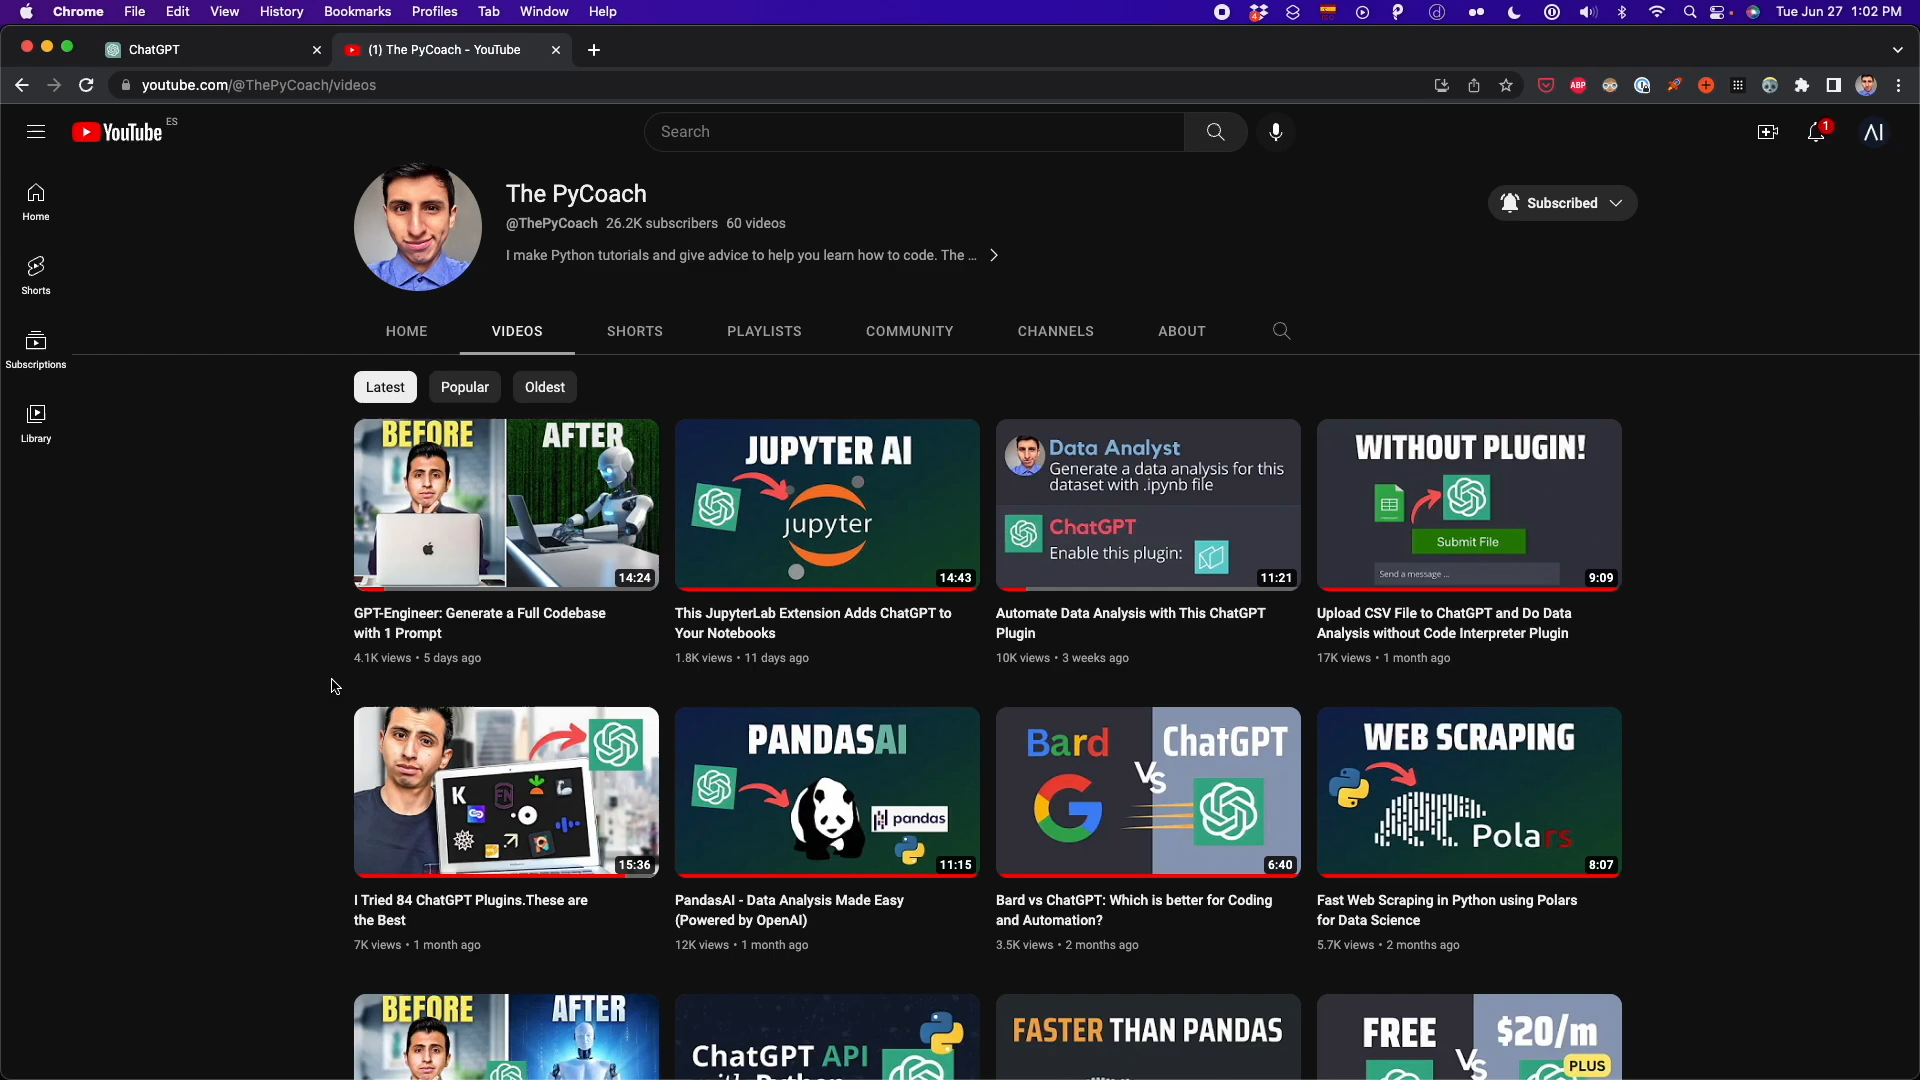 Chrome File Edit View History Bookmarks Profiles Tab Window Help Tue Jun 27 1:02 PM
ChatGPT (1) The PyCoach - YouTube
youtube.com/@ThePyCoach/videos ABP
YouTube ES Search 1 AI
The PyCoach
@ThePyCoach 26.2K subscribers 60 videos
I make Python tutorials and give advice to help you learn how to code. The ...
Subscribed
Home
Shorts
Subscriptions
Library
HOME VIDEOS SHORTS PLAYLISTS COMMUNITY CHANNELS ABOUT
Latest Popular Oldest
BEFORE AFTER
14:24
GPT-Engineer: Generate a Full Codebase
with 1 Prompt
4.1K views • 5 days ago
JUPYTER AI
jupyter
14:43
This JupyterLab Extension Adds ChatGPT to
Your Notebooks
1.8K views • 11 days ago
Data Analyst
Generate a data analysis for this
dataset with .ipynb file
ChatGPT
Enable this plugin:
11:21
Automate Data Analysis with This ChatGPT
Plugin
10K views • 3 weeks ago
WITHOUT PLUGIN!
Submit File
Send a message ...
9:09
Upload CSV File to ChatGPT and Do Data
Analysis without Code Interpreter Plugin
17K views • 1 month ago
K
15:36
I Tried 84 ChatGPT Plugins.These are
the Best
7K views • 1 month ago
PANDASAI
pandas
11:15
PandasAI - Data Analysis Made Easy
(Powered by OpenAI)
12K views • 1 month ago
Bard VS ChatGPT
6:40
Bard vs ChatGPT: Which is better for Coding
and Automation?
3.5K views • 2 months ago
WEB SCRAPING
Polars
8:07
Fast Web Scraping in Python using Polars
for Data Science
5.7K views • 2 months ago
BEFORE AFTER
ChatGPT API
with Python
FASTER THAN PANDAS
FREE VS $20/m
PLUS